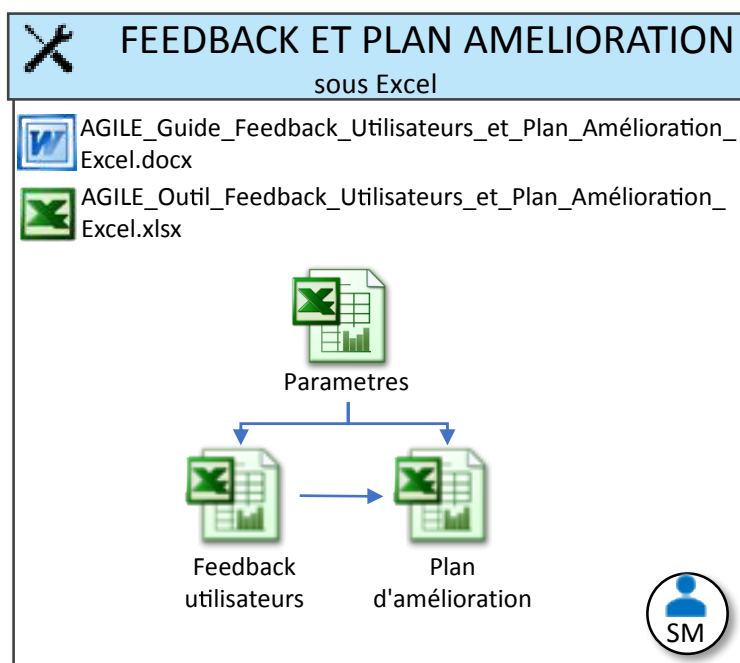 FEEDBACK ET PLAN AMELIORATION
sous Excel
AGILE_Guide_Feedback_Utilisateurs_et_Plan_Amélioration_
Excel.docx
AGILE_Outil_Feedback_Utilisateurs_et_Plan_Amélioration_
Excel.xlsx
Parametres
Feedback
utilisateurs
Plan
d'amélioration
SM